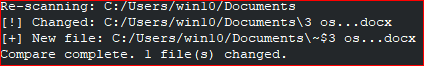 Re-scanning: C:/Users/win10/Documents
[!] Changed: C:/Users/win10/Documents\3 os...docx
[+] New file: C:/Users/win10/Documents\~$3 os...docx
Compare complete. 1 file(s) changed.